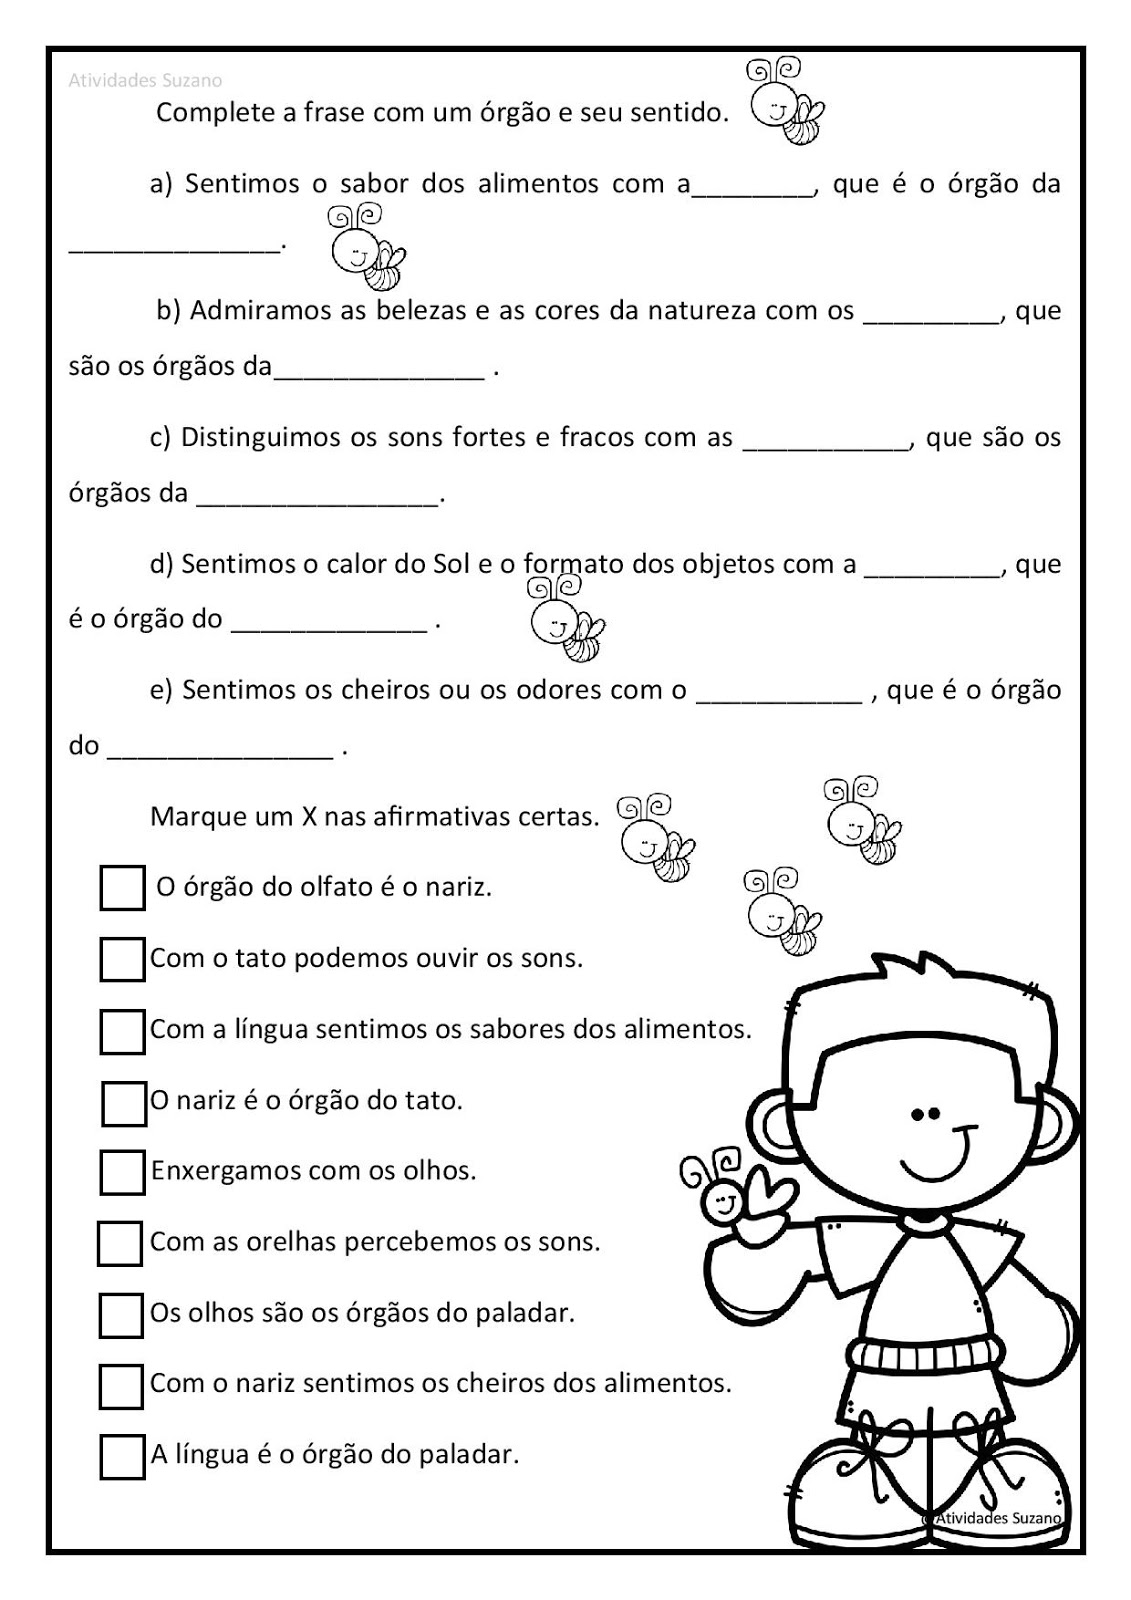 Atividades Suzano
Complete a frase com um órgão e seu sentido.
a) Sentimos o sabor dos alimentos com a________, que é o órgão da
______________.
b) Admiramos as belezas e as cores da natureza com os _________, que
são os órgãos da______________ .
c) Distinguimos os sons fortes e fracos com as ___________, que são os
órgãos da ________________.
d) Sentimos o calor do Sol e o formato dos objetos com a _________, que
é o órgão do _____________ .
e) Sentimos os cheiros ou os odores com o ___________ , que é o órgão
do _______________ .
Marque um X nas afirmativas certas.
O órgão do olfato é o nariz.
Com o tato podemos ouvir os sons.
Com a língua sentimos os sabores dos alimentos.
O nariz é o órgão do tato.
Enxergamos com os olhos.
Com as orelhas percebemos os sons.
Os olhos são os órgãos do paladar.
Com o nariz sentimos os cheiros dos alimentos.
A língua é o órgão do paladar.
Atividades Suzano